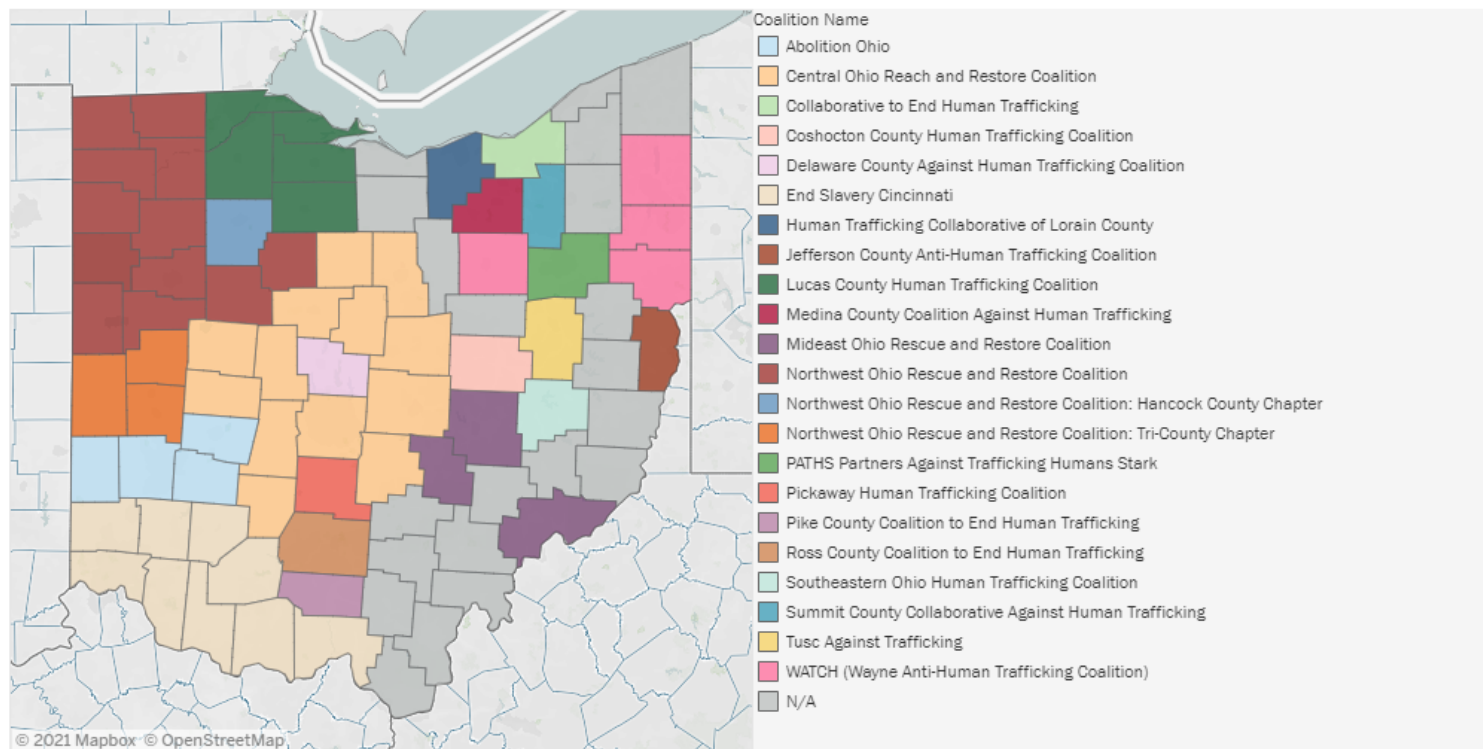 Coalition Name
Abolition Ohio
Central Ohio Reach and Restore Coalition
Collaborative to End Human Trafficking
Coshocton County Human Trafficking Coalition
Delaware County Against Human Trafficking Coalition
End Slavery Cincinnati
Human Trafficking Collaborative of Lorain County
Jefferson County Anti-Human Trafficking Coalition
Lucas County Human Trafficking Coalition
Medina County Coalition Against Human Trafficking
Mideast Ohio Rescue and Restore Coalition
Northwest Ohio Rescue and Restore Coalition
Northwest Ohio Rescue and Restore Coalition: Hancock County Chapter
Northwest Ohio Rescue and Restore Coalition: Tri-County Chapter
PATHS Partners Against Trafficking Humans Stark
Pickaway Human Trafficking Coalition
Pike County Coalition to End Human Trafficking
Ross County Coalition to End Human Trafficking
Southeastern Ohio Human Trafficking Coalition
Summit County Collaborative Against Human Trafficking
Tusc Against Trafficking
WATCH (Wayne Anti-Human Trafficking Coalition)
N/A
© 2021 Mapbox © OpenStreetMap